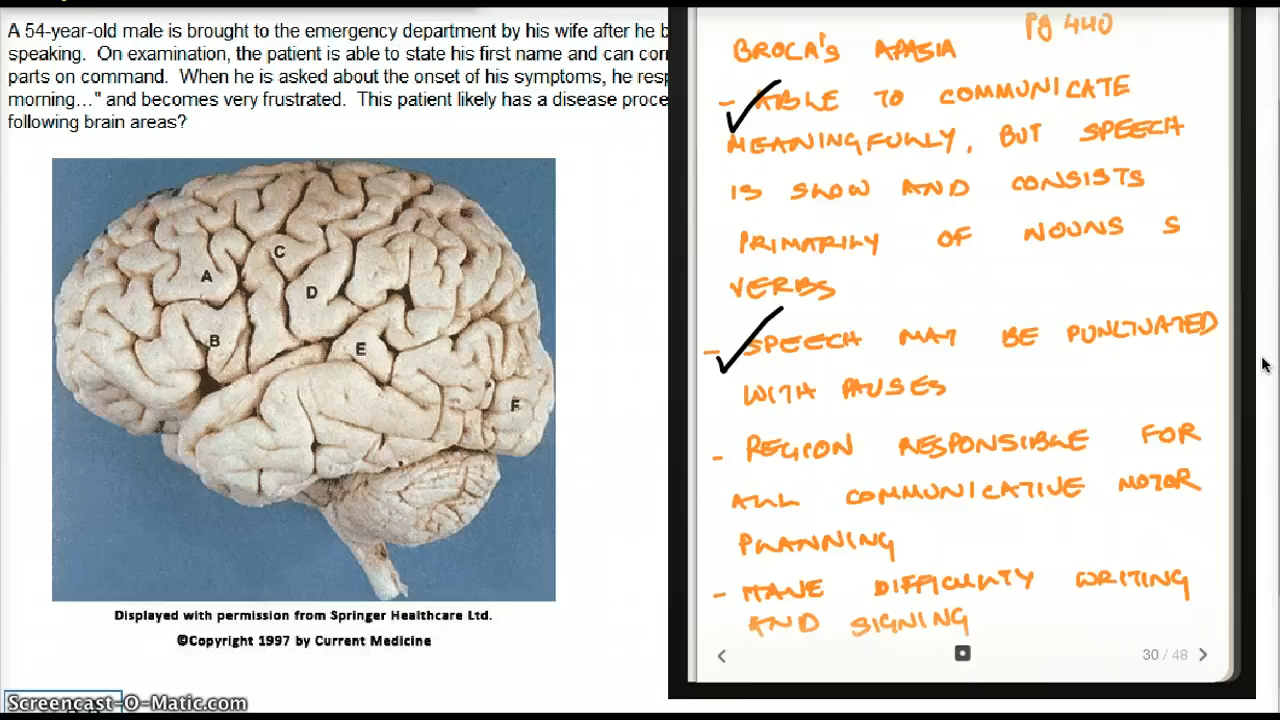 A 54-year-old male is brought to the emergency department by his wife after he b
speaking. On examination, the patient is able to state his first name and can cor
parts on command. When he is asked about the onset of his symptoms, he resp
morning..." and becomes very frustrated. This patient likely has a disease proce
following brain areas?
A
B
C
D
E
F
Displayed with permission from Springer Healthcare Ltd.
©Copyright 1997 by Current Medicine
Screencast-O-Matic.com
Pg 440
BROCA'S APASIA
- ABLE TO COMMUNICATE
MEANINGFULLY, BUT SPEECH
IS SLOW AND CONSISTS
PRIMARILY OF NOUNS &
VERBS
- SPEECH MAY BE PUNCTUATED
WITH PAUSES
- REGION RESPONSIBLE FOR
ALL COMMUNICATIVE MOTOR
PLANNING
- HAVE DIFFICULTY WRITING
AND SIGNING
30 / 48